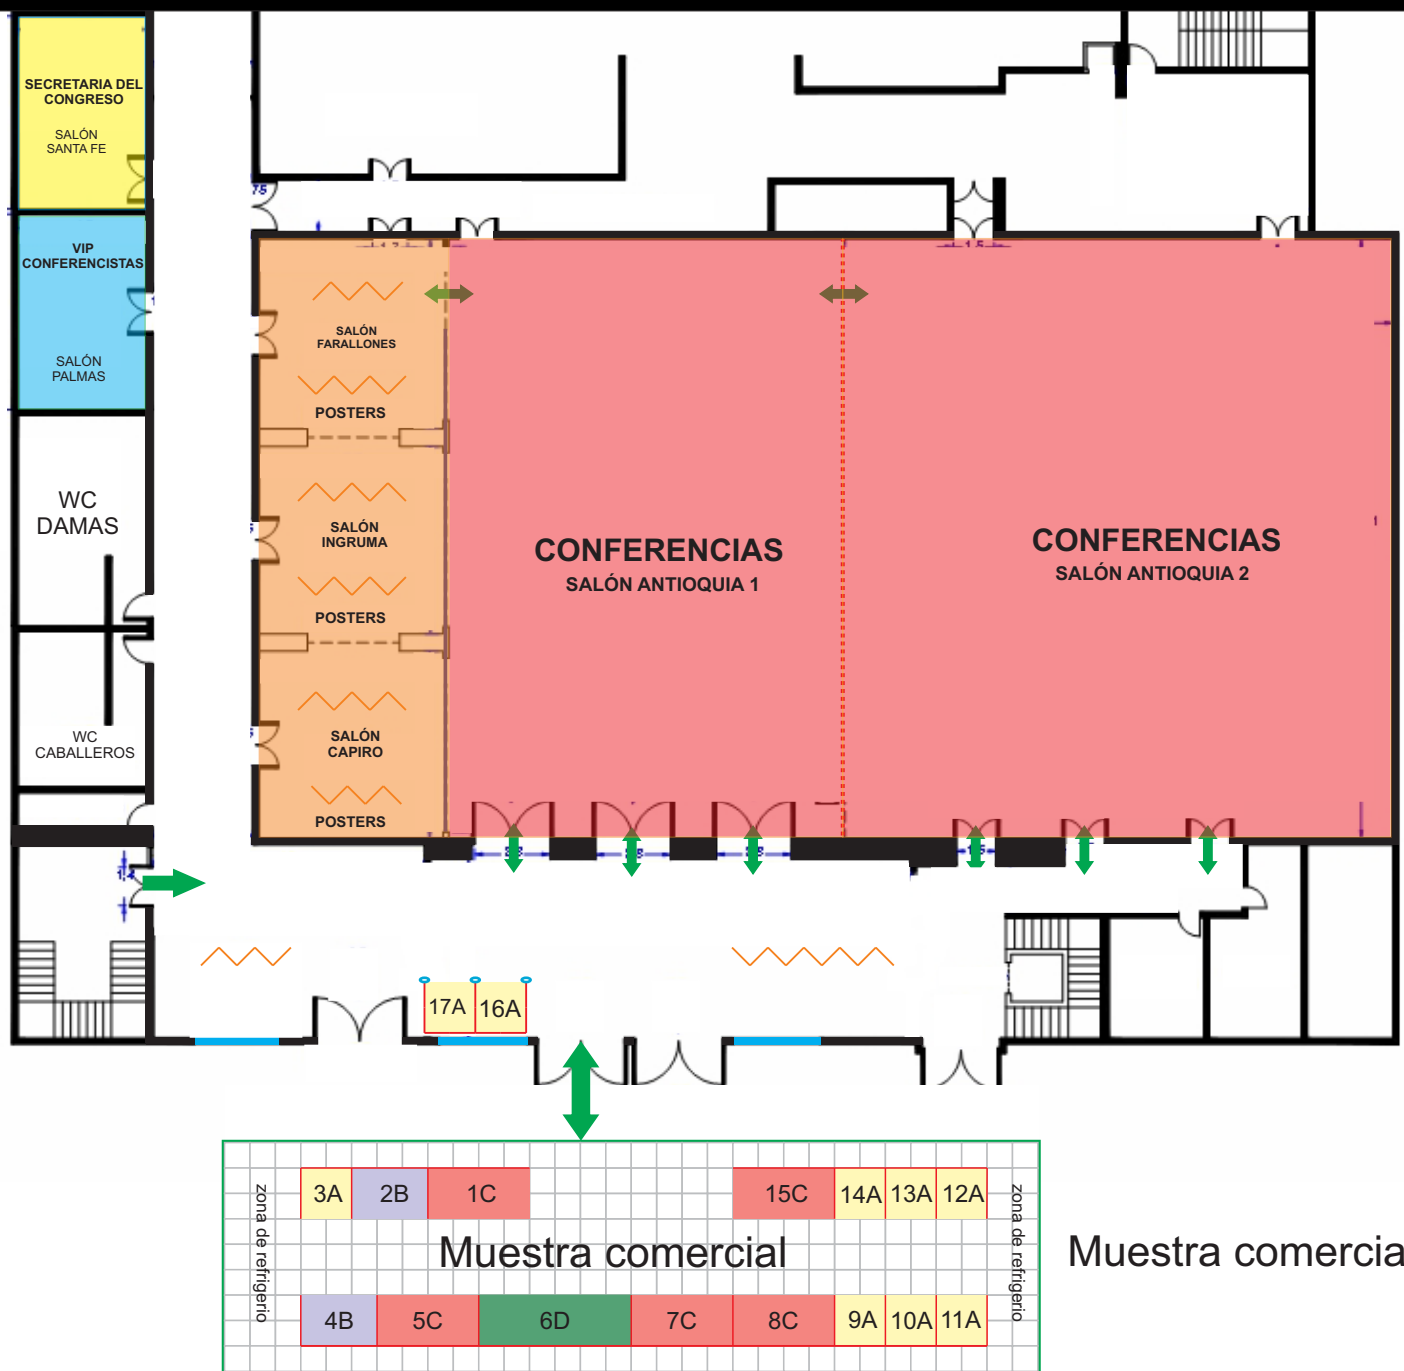 SECRETARIA DEL
CONGRESO
SALÓN
SANTA FE
VIP
CONFERENCISTAS
SALÓN
PALMAS
WC
DAMAS
WC
CABALLEROS
75
SALÓN
FARALLONES
POSTERS
SALÓN
INGRUMA
POSTERS
SALÓN
CAPIRO
POSTERS
CONFERENCIAS
SALÓN ANTIOQUIA 1
CONFERENCIAS
SALÓN ANTIOQUIA 2
17A
16A
zona de refrigerio
3A
2B
1C
15C
14A
13A
12A
zona de refrigerio
Muestra comercial
Muestra comercia
4B
5C
6D
7C
8C
9A
10A
11A